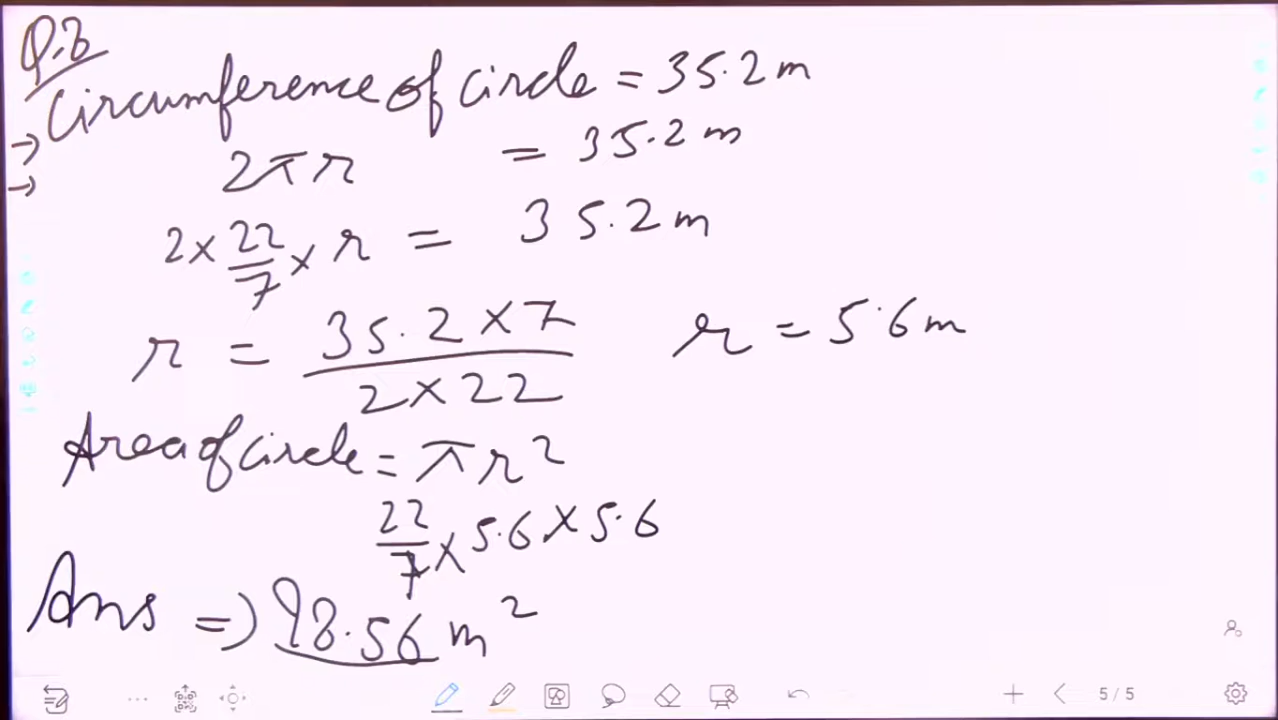 Q.8
Circumference of circle = 35.2 m
→ 2πr = 35.2 m
→ 2 × 22/7 × r = 35.2 m
r = 35.2 × 7 / 2 × 22 r = 5.6 m
Area of circle = πr²
22/7 × 5.6 × 5.6
Ans ⇒ 98.56 m²
5/5